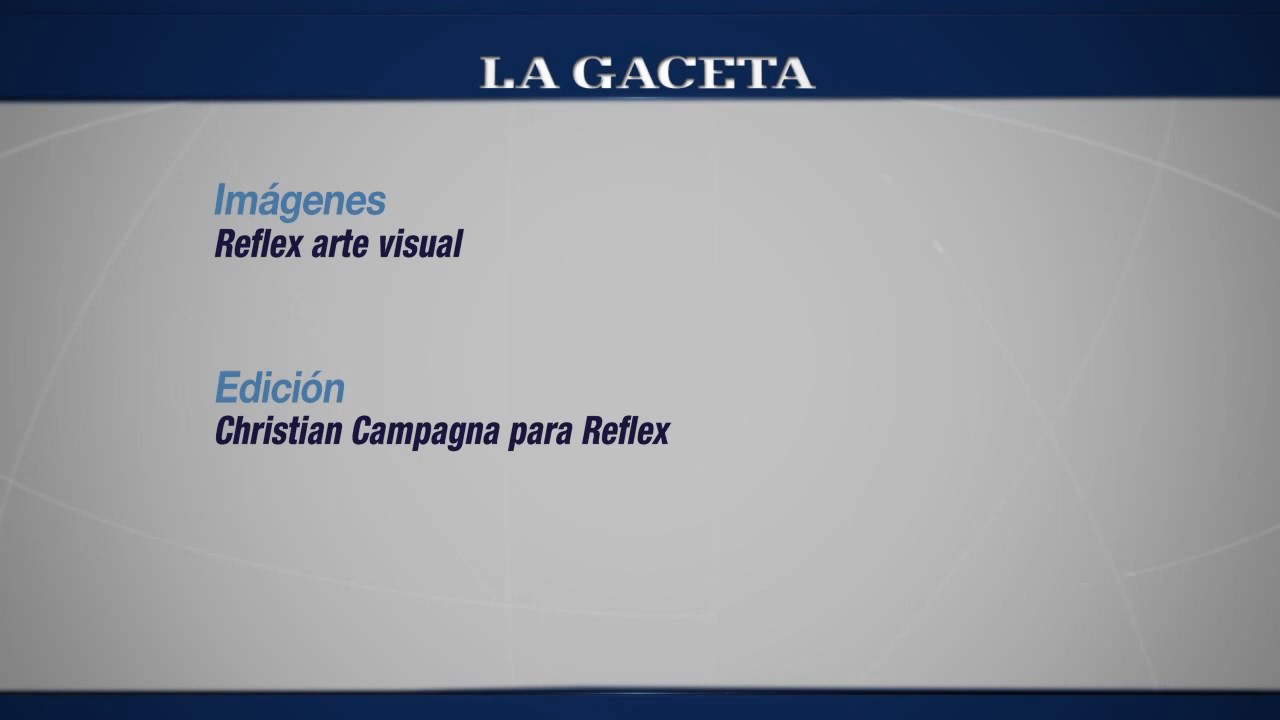 LA GACETA
Imágenes
Reflex arte visual
Edición
Christian Campagna para Reflex